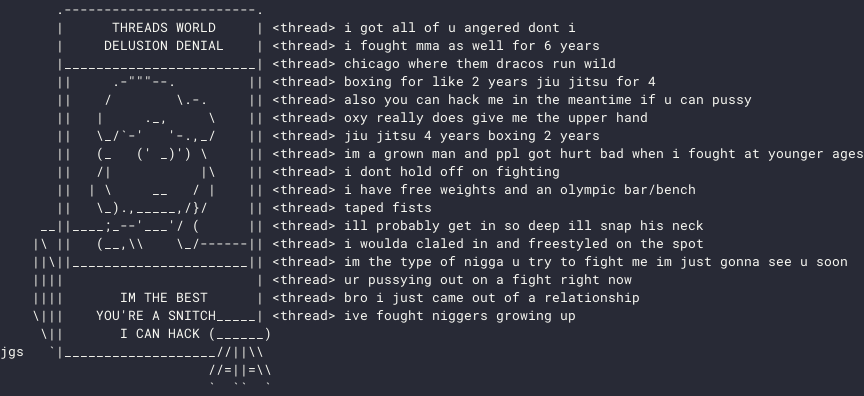 THREADS WORLD <thread> i got all of u angered dont i
DELUSION DENIAL <thread> i fought mma as well for 6 years
<thread> chicago where them dracos run wild
<thread> boxing for like 2 years jiu jitsu for 4
<thread> also you can hack me in the meantime if u can pussy
<thread> oxy really does give me the upper hand
<thread> jiu jitsu 4 years boxing 2 years
<thread> im a grown man and ppl got hurt bad when i fought at younger ages
<thread> i dont hold off on fighting
<thread> i have free weights and an olympic bar/bench
<thread> taped fists
<thread> ill probably get in so deep ill snap his neck
<thread> i woulda claled in and freestyled on the spot
<thread> im the type of nigga u try to fight me im just gonna see u soon
<thread> ur pussying out on a fight right now
IM THE BEST <thread> bro i just came out of a relationship
YOU'RE A SNITCH <thread> ive fought niggers growing up
I CAN HACK
jgs